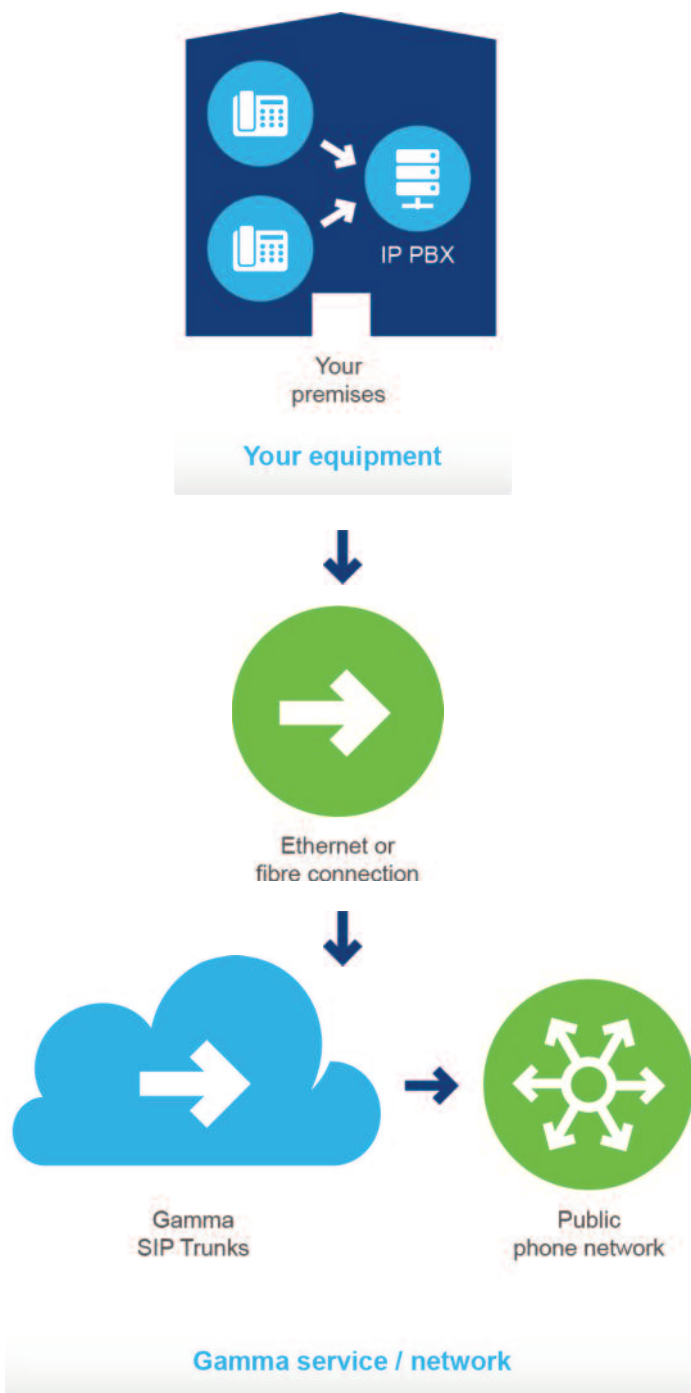 IP PBX
Your
premises
Your equipment
Ethernet or
fibre connection
Gamma
SIP Trunks
Public
phone network
Gamma service / network